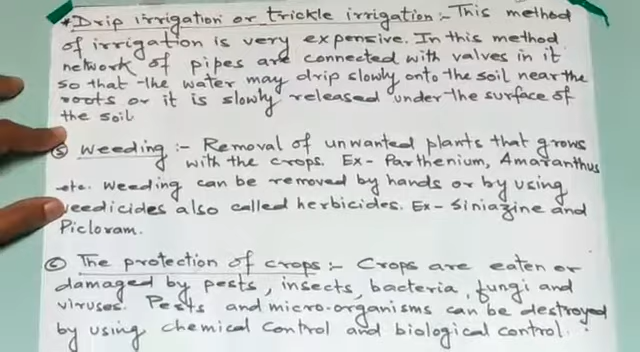 *Drip irrigation or trickle irrigation:- This method
of irrigation is very expensive. In this method
network of pipes are connected with valves in it
so that the water may drip slowly onto the soil near the
roots or it is slowly released under the surface of
the soil
⑤ Weeding:- Removal of unwanted plants that grows
with the crops. Ex- Parthenium, Amaranthus
etc. Weeding can be removed by hands or by using
weedicides also called herbicides. Ex- Siniazine and
Picloram.
⑥ The protection of crops:- Crops are eaten or
damaged by pests, insects, bacteria, fungi and
viruses. Pests and micro-organisms can be destroyed
by using chemical control and biological control.